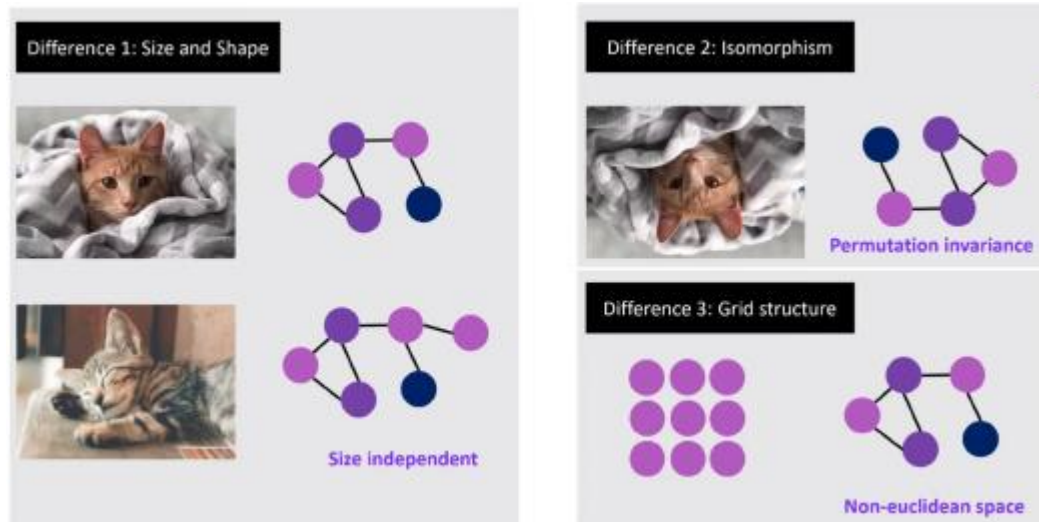 Difference 1: Size and Shape
Size independent
Difference 2: Isomorphism
Permutation invariance
Difference 3: Grid structure
Non-euclidean space